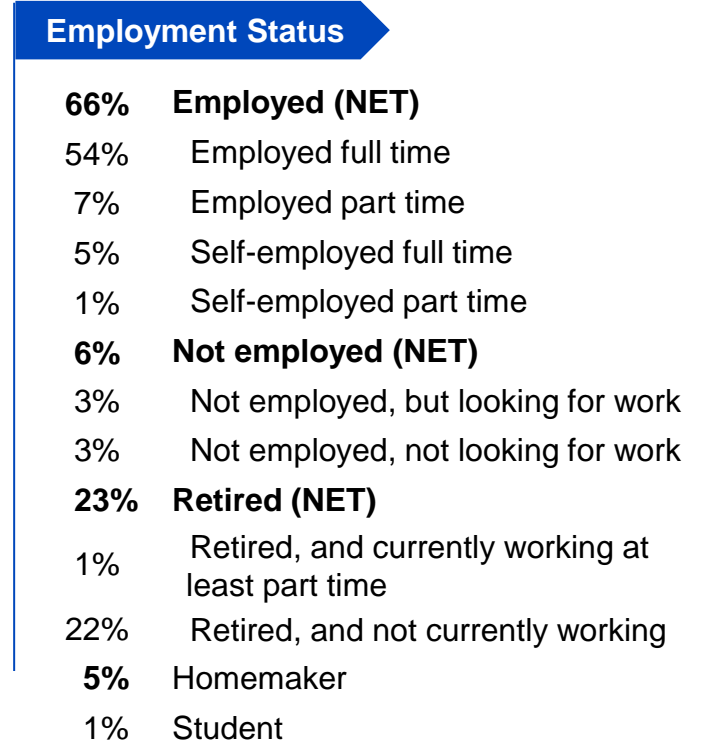 Employment Status
66% Employed (NET)
54% Employed full time
7% Employed part time
5% Self-employed full time
1% Self-employed part time
6% Not employed (NET)
3% Not employed, but looking for work
3% Not employed, not looking for work
23% Retired (NET)
1% Retired, and currently working at
least part time
22% Retired, and not currently working
5% Homemaker
1% Student